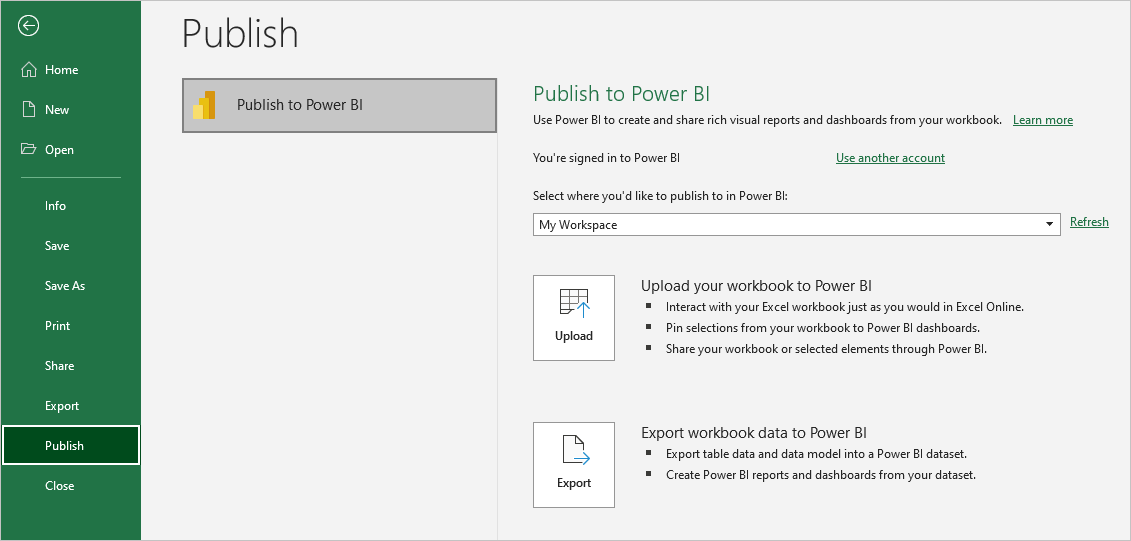 Publish
Home
New
Open
Info
Save
Save As
Print
Share
Export
Publish
Close
Publish to Power BI
Publish to Power BI
Use Power BI to create and share rich visual reports and dashboards from your workbook. Learn more
You're signed in to Power BI Use another account
Select where you'd like to publish to in Power BI:
My Workspace Refresh
Upload
Upload your workbook to Power BI
Interact with your Excel workbook just as you would in Excel Online.
Pin selections from your workbook to Power BI dashboards.
Share your workbook or selected elements through Power BI.
Export
Export workbook data to Power BI
Export table data and data model into a Power BI dataset.
Create Power BI reports and dashboards from your dataset.